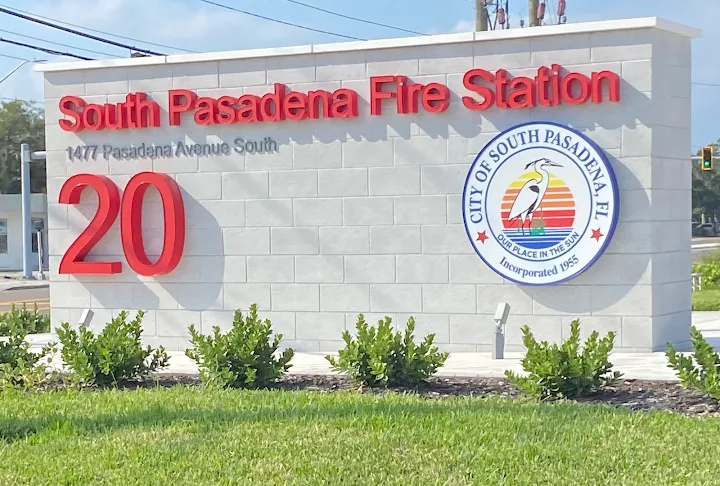 South Pasadena Fire Station
1477 Pasadena Avenue South
20
CITY OF SOUTH PASADENA, FL
OUR PLACE IN THE SUN
Incorporated 1955